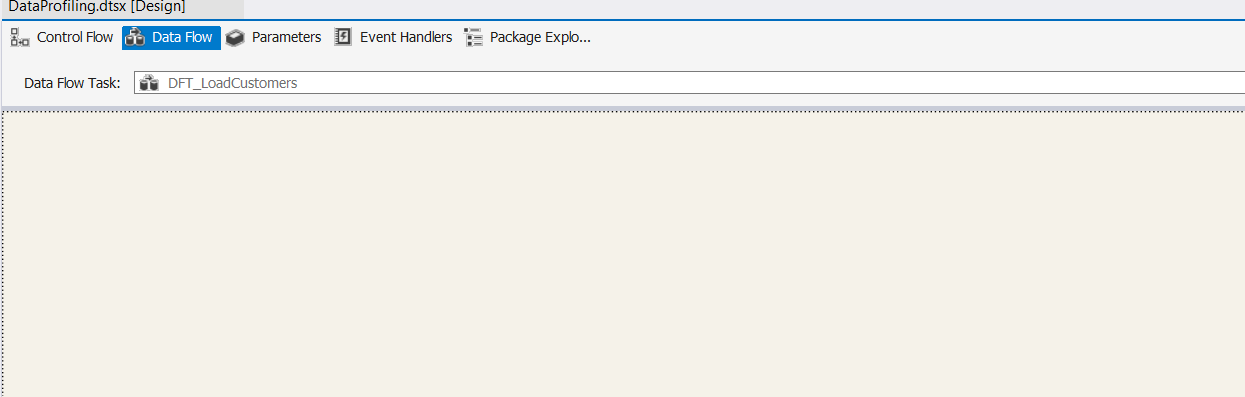 DataProfiling.dtsx [Design]
Control Flow Data Flow Parameters Event Handlers Package Explo...
Data Flow Task: DFT_LoadCustomers